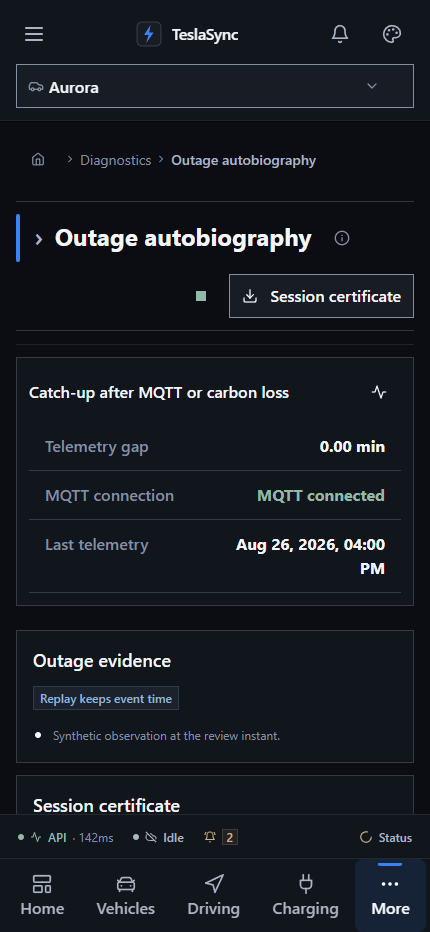 TeslaSync
Aurora
Diagnostics Outage autobiography
Outage autobiography
Session certificate
Catch-up after MQTT or carbon loss
Telemetry gap 0.00 min
MQTT connection MQTT connected
Last telemetry Aug 26, 2026, 04:00
PM
Outage evidence
Replay keeps event time
Synthetic observation at the review instant.
Session certificate
API · 142ms Idle 2 Status
Home Vehicles Driving Charging More